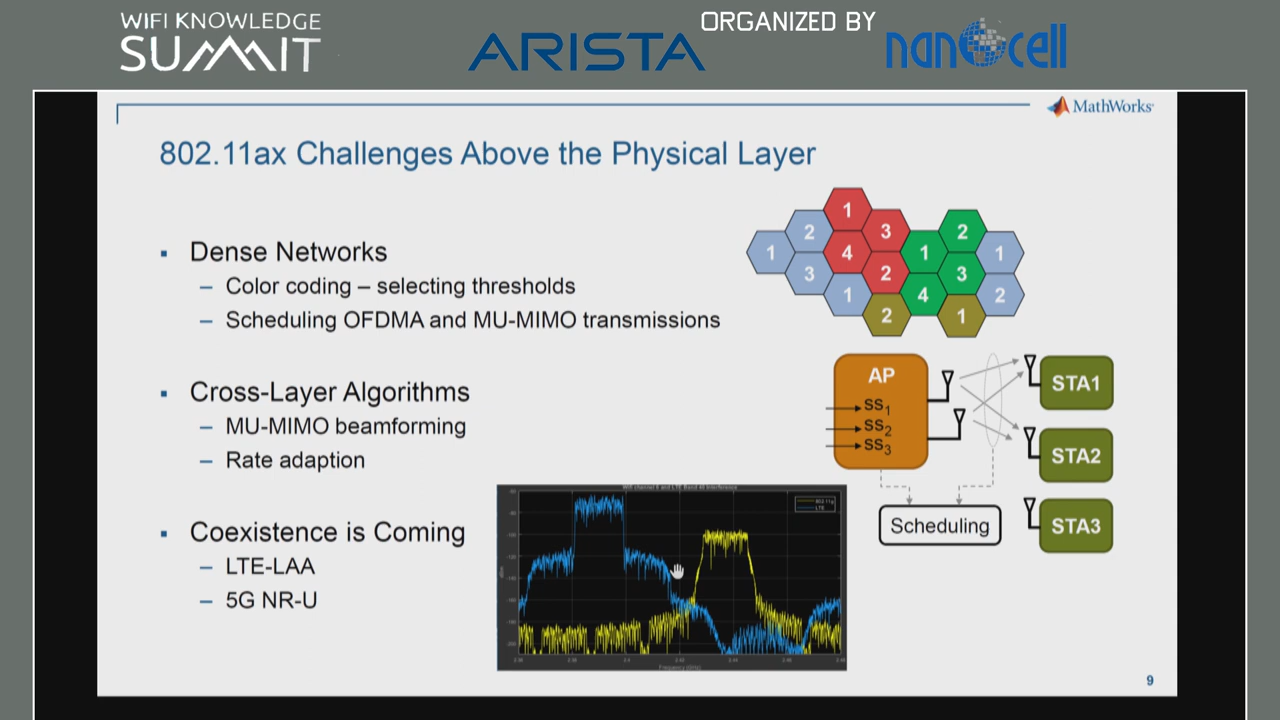 WIFI KNOWLEDGE
SUMMIT
ARISTA
ORGANIZED BY
nanocell
MathWorks
802.11ax Challenges Above the Physical Layer
▪ Dense Networks
– Color coding – selecting thresholds
– Scheduling OFDMA and MU-MIMO transmissions
▪ Cross-Layer Algorithms
– MU-MIMO beamforming
– Rate adaption
▪ Coexistence is Coming
– LTE-LAA
– 5G NR-U
1
2 3 2
1 4 1 1
3 2 3
1 4 2
2 1
AP
SS1
SS2
SS3
STA1
STA2
STA3
Scheduling
802.11g
LTE
Frequency (GHz)
9